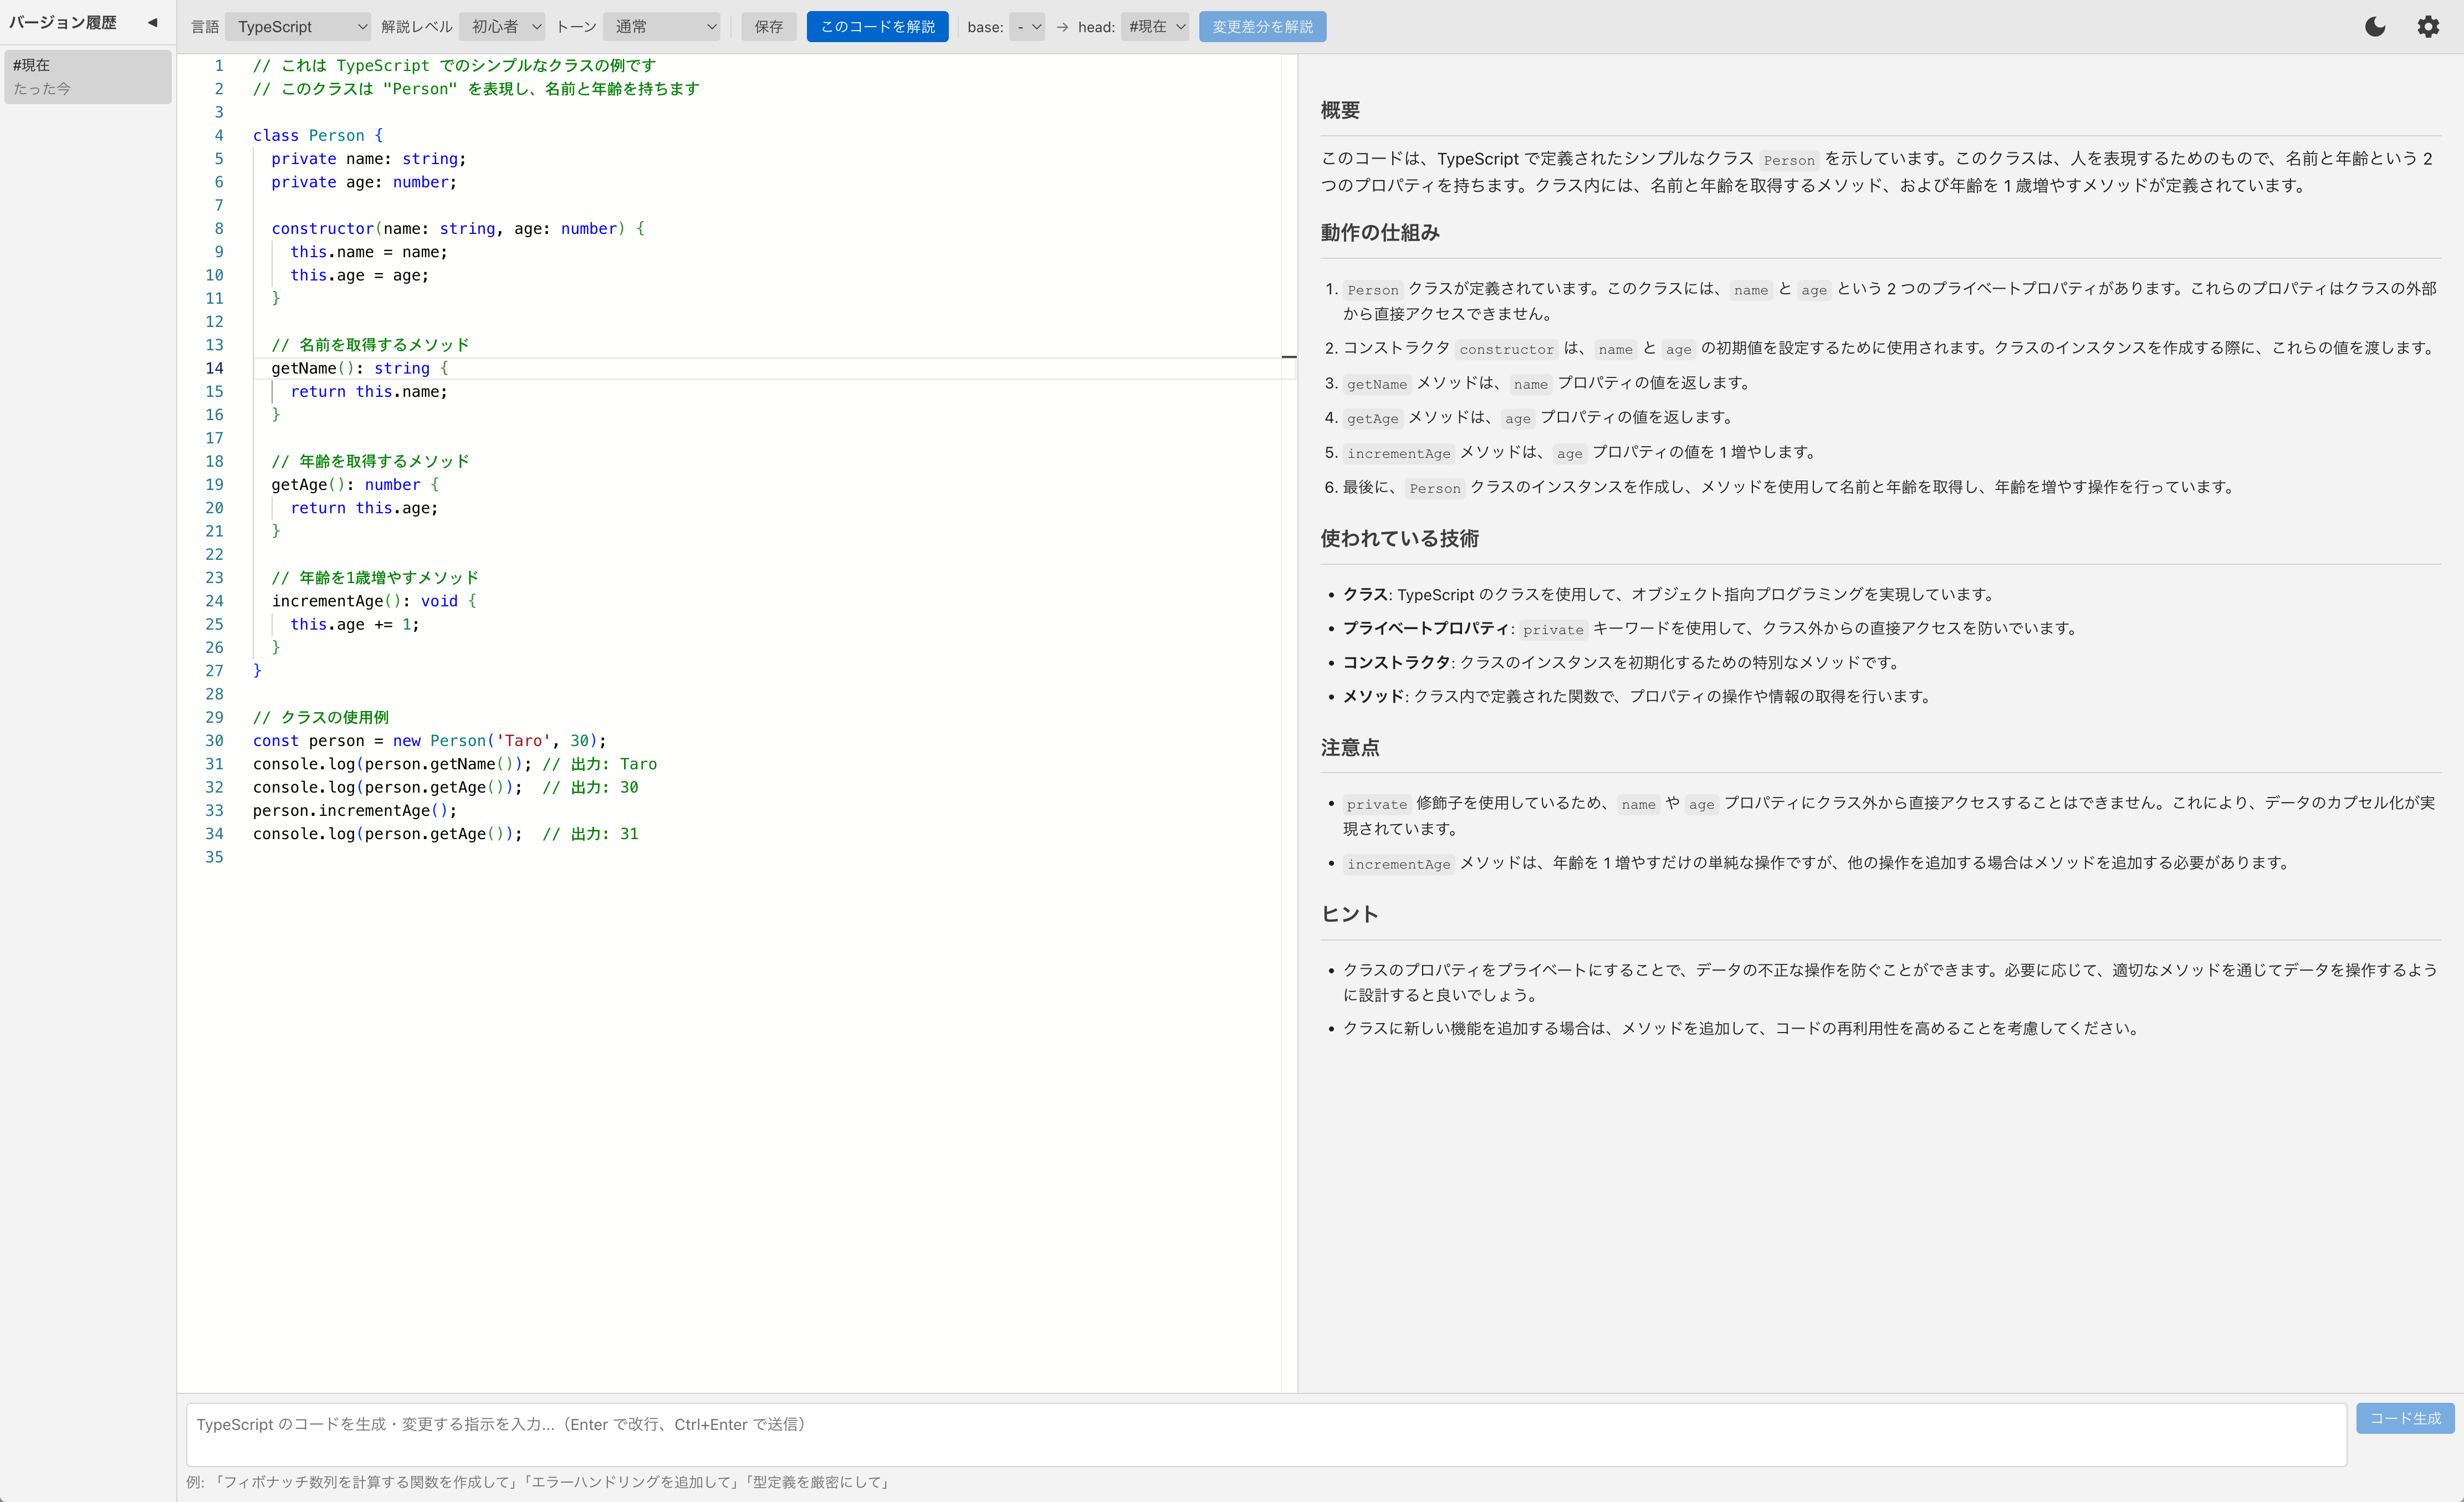 バージョン履歴 ◀
#現在
たった今
言語 TypeScript 解説レベル 初心者 トーン 通常 保存 このコードを解説 base: - → head: #現在 変更差分を解説
1 // これは TypeScript でのシンプルなクラスの例です
2 // このクラスは "Person" を表現し、名前と年齢を持ちます
3
4 class Person {
5   private name: string;
6   private age: number;
7
8   constructor(name: string, age: number) {
9     this.name = name;
10     this.age = age;
11   }
12
13   // 名前を取得するメソッド
14   getName(): string {
15     return this.name;
16   }
17
18   // 年齢を取得するメソッド
19   getAge(): number {
20     return this.age;
21   }
22
23   // 年齢を1歳増やすメソッド
24   incrementAge(): void {
25     this.age += 1;
26   }
27 }
28
29 // クラスの使用例
30 const person = new Person('Taro', 30);
31 console.log(person.getName()); // 出力: Taro
32 console.log(person.getAge());  // 出力: 30
33 person.incrementAge();
34 console.log(person.getAge());  // 出力: 31
35
概要
このコードは、TypeScript で定義されたシンプルなクラス Person を示しています。このクラスは、人を表現するためのもので、名前と年齢という 2
つのプロパティを持ちます。クラス内には、名前と年齢を取得するメソッド、および年齢を 1 歳増やすメソッドが定義されています。
動作の仕組み
1. Person クラスが定義されています。このクラスには、 name と age という 2 つのプライベートプロパティがあります。これらのプロパティはクラスの外部
から直接アクセスできません。
2. コンストラクタ constructor は、 name と age の初期値を設定するために使用されます。クラスのインスタンスを作成する際に、これらの値を渡します。
3. getName メソッドは、 name プロパティの値を返します。
4. getAge メソッドは、 age プロパティの値を返します。
5. incrementAge メソッドは、 age プロパティの値を 1 増やします。
6. 最後に、 Person クラスのインスタンスを作成し、メソッドを使用して名前と年齢を取得し、年齢を増やす操作を行っています。
使われている技術
• クラス: TypeScript のクラスを使用して、オブジェクト指向プログラミングを実現しています。
• プライベートプロパティ: private キーワードを使用して、クラス外からの直接アクセスを防いでいます。
• コンストラクタ: クラスのインスタンスを初期化するための特別なメソッドです。
• メソッド: クラス内で定義された関数で、プロパティの操作や情報の取得を行います。
注意点
• private 修飾子を使用しているため、 name や age プロパティにクラス外から直接アクセスすることはできません。これにより、データのカプセル化が実
現されています。
• incrementAge メソッドは、年齢を 1 増やすだけの単純な操作ですが、他の操作を追加する場合はメソッドを追加する必要があります。
ヒント
• クラスのプロパティをプライベートにすることで、データの不正な操作を防ぐことができます。必要に応じて、適切なメソッドを通じてデータを操作するよう
に設計すると良いでしょう。
• クラスに新しい機能を追加する場合は、メソッドを追加して、コードの再利用性を高めることを考慮してください。
TypeScript のコードを生成・変更する指示を入力...（Enter で改行、Ctrl+Enter で送信）
コード生成
例: 「フィボナッチ数列を計算する関数を作成して」「エラーハンドリングを追加して」「型定義を厳密にして」